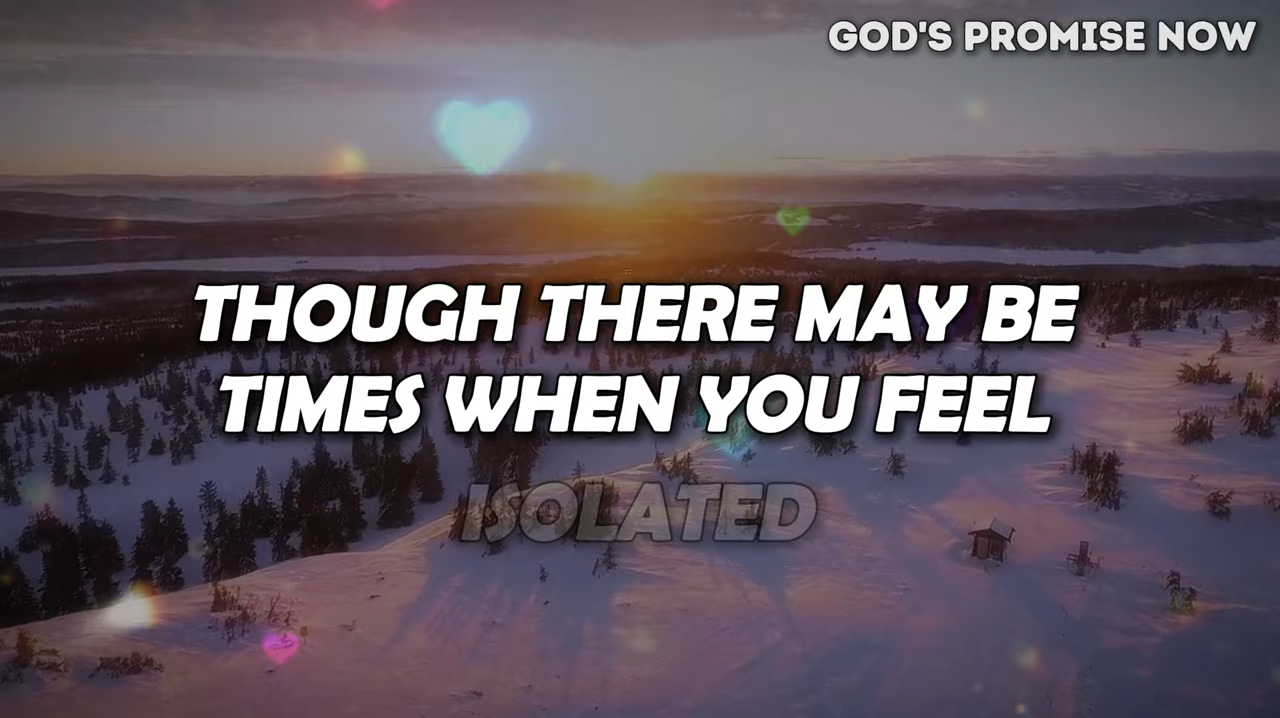 GOD'S PROMISE NOW
THOUGH THERE MAY BE
TIMES WHEN YOU FEEL
ISOLATED